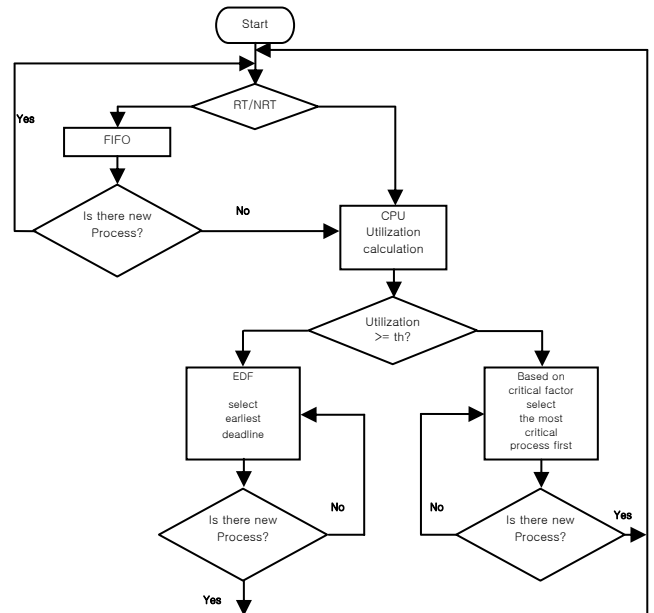 Start
RT/NRT
Yes
FIFO
Is there new
Process?
No
CPU
Utilization
calculation
Utilization
>= th?
EDF
select
earliest
deadline
Based on
critical factor
select
the most
critical
process first
Is there new
Process?
No
Yes
Is there new
Process?
No
Yes